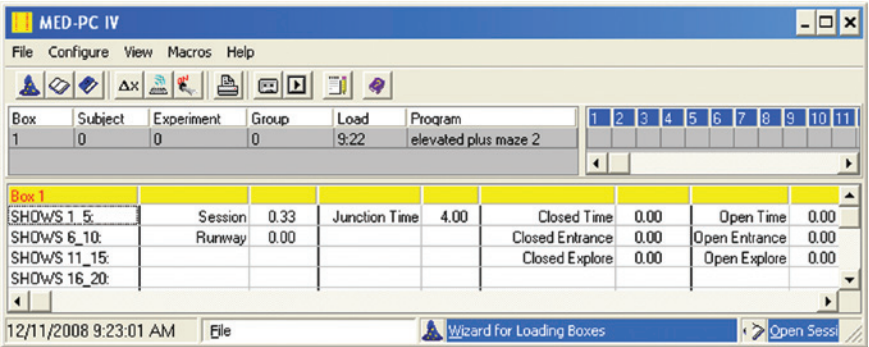 MED-PC IV
File Configure View Macros Help
Δx
Box Subject Experiment Group Load Program
1 0 0 0 9:22 elevated plus maze 2
1 2 3 4 5 6 7 8 9 10 11
Box 1
SHOWS 1_5: Session 0.33 Junction Time 4.00 Closed Time 0.00 Open Time 0.00
SHOWS 6_10: Runway 0.00 Closed Entrance 0.00 Open Entrance 0.00
SHOWS 11_15: Closed Explore 0.00 Open Explore 0.00
SHOWS 16_20:
12/11/2008 9:23:01 AM File Wizard for Loading Boxes Open Sessi